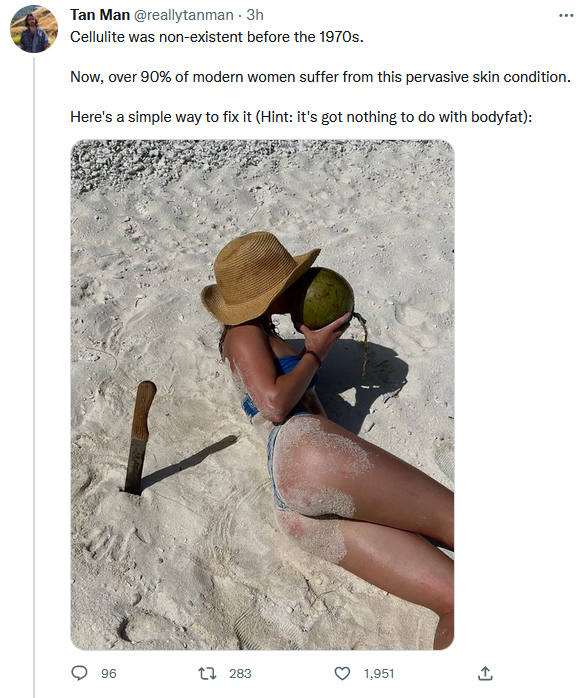 Tan Man @reallytanman · 3h
Cellulite was non-existent before the 1970s.
Now, over 90% of modern women suffer from this pervasive skin condition.
Here's a simple way to fix it (Hint: it's got nothing to do with bodyfat):
96 283 1,951